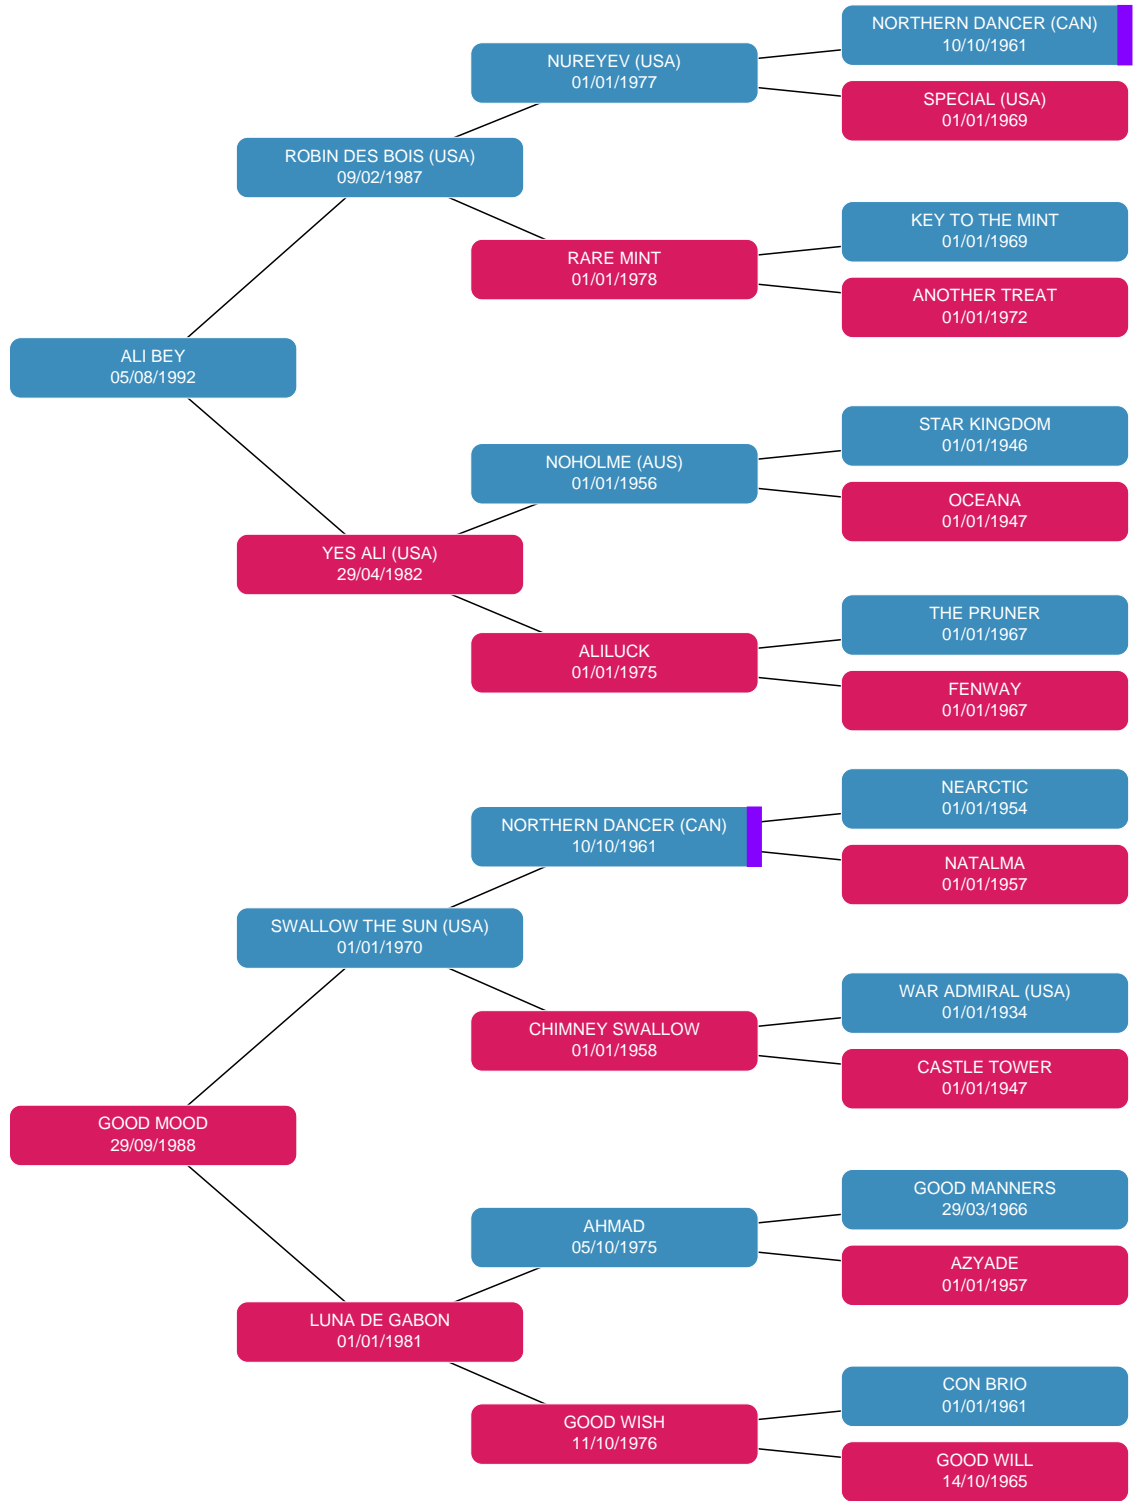 NORTHERN DANCER (CAN)
10/10/1961
NUREYEV (USA)
01/01/1977
SPECIAL (USA)
01/01/1969
ROBIN DES BOIS (USA)
09/02/1987
KEY TO THE MINT
01/01/1969
RARE MINT
01/01/1978
ANOTHER TREAT
01/01/1972
ALI BEY
05/08/1992
STAR KINGDOM
01/01/1946
NOHOLME (AUS)
01/01/1956
OCEANA
01/01/1947
YES ALI (USA)
29/04/1982
THE PRUNER
01/01/1967
ALILUCK
01/01/1975
FENWAY
01/01/1967
NEARCTIC
01/01/1954
NORTHERN DANCER (CAN)
10/10/1961
NATALMA
01/01/1957
SWALLOW THE SUN (USA)
01/01/1970
WAR ADMIRAL (USA)
01/01/1934
CHIMNEY SWALLOW
01/01/1958
CASTLE TOWER
01/01/1947
GOOD MOOD
29/09/1988
GOOD MANNERS
29/03/1966
AHMAD
05/10/1975
AZYADE
01/01/1957
LUNA DE GABON
01/01/1981
CON BRIO
01/01/1961
GOOD WISH
11/10/1976
GOOD WILL
14/10/1965